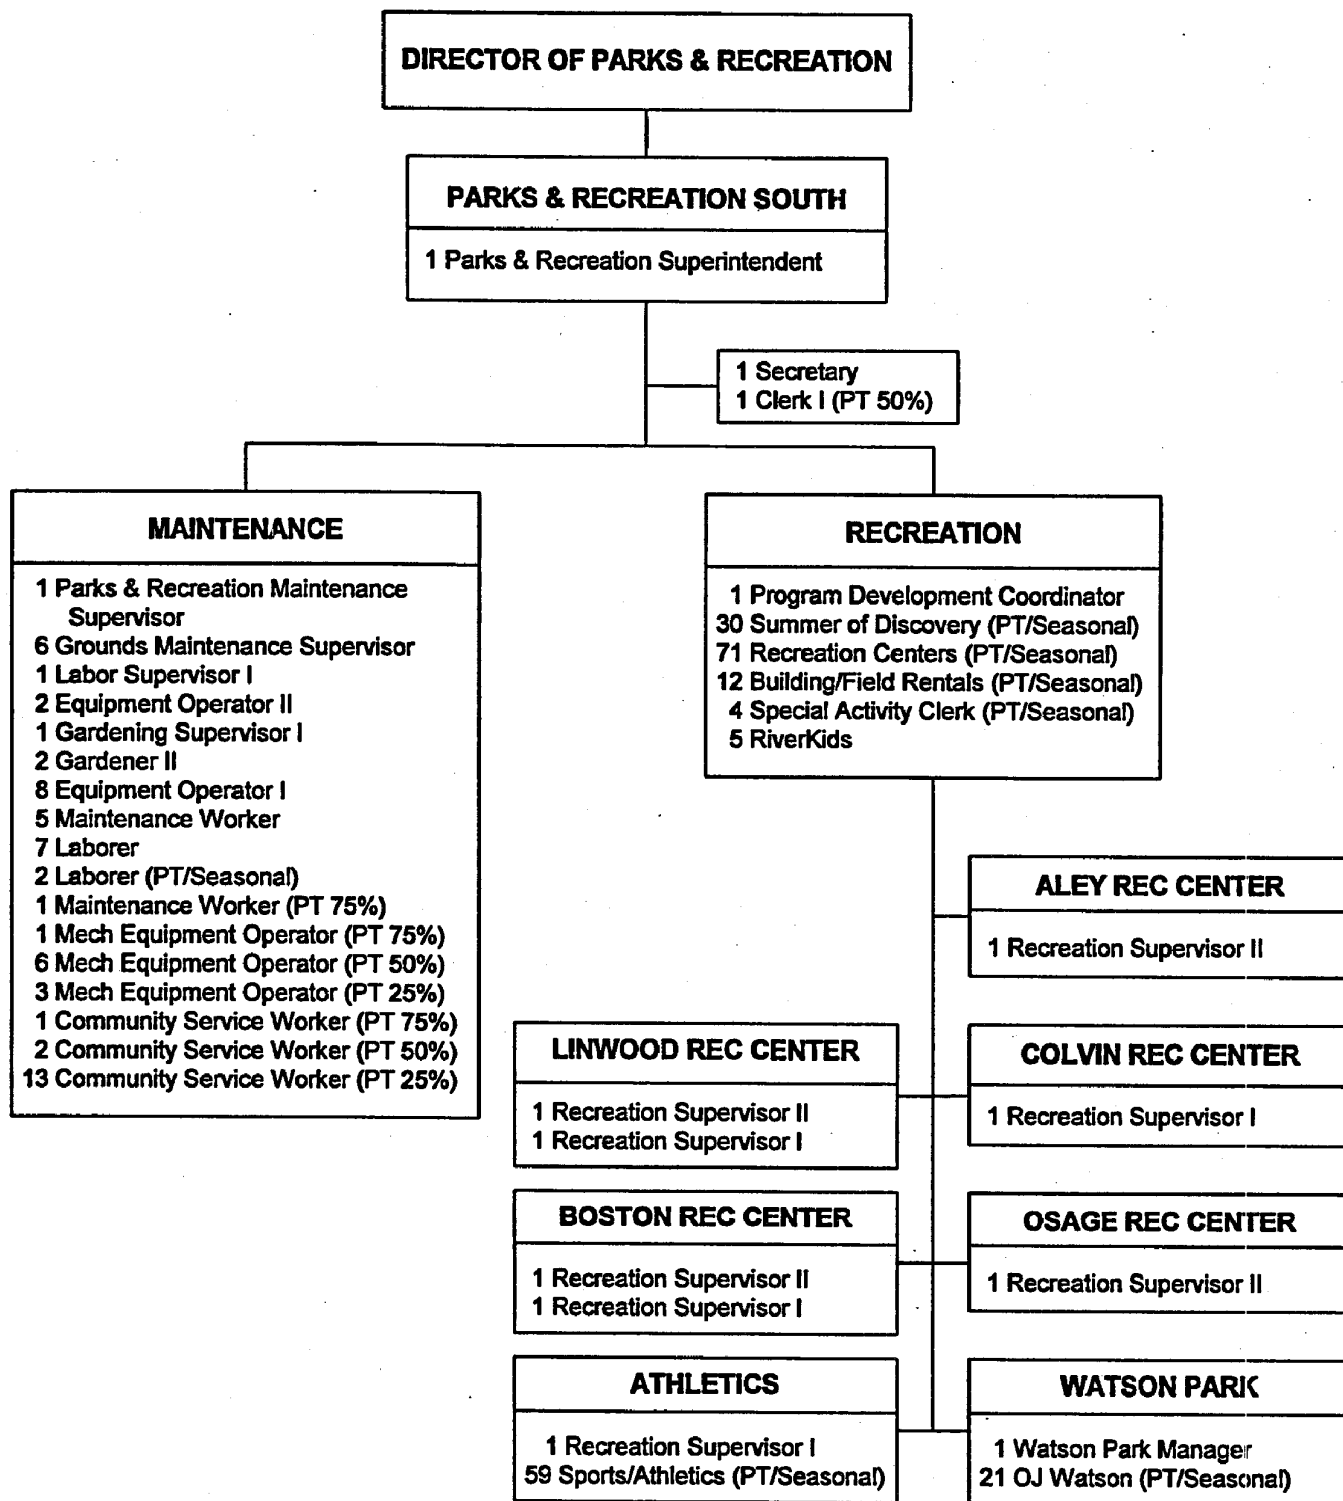 DIRECTOR OF PARKS & RECREATION
PARKS & RECREATION SOUTH
1 Parks & Recreation Superintendent
1 Secretary
1 Clerk I (PT 50%)
MAINTENANCE
1 Parks & Recreation Maintenance
Supervisor
6 Grounds Maintenance Supervisor
1 Labor Supervisor I
2 Equipment Operator II
1 Gardening Supervisor I
2 Gardener II
8 Equipment Operator I
5 Maintenance Worker
7 Laborer
2 Laborer (PT/Seasonal)
1 Maintenance Worker (PT 75%)
1 Mech Equipment Operator (PT 75%)
6 Mech Equipment Operator (PT 50%)
3 Mech Equipment Operator (PT 25%)
1 Community Service Worker (PT 75%)
2 Community Service Worker (PT 50%)
13 Community Service Worker (PT 25%)
RECREATION
1 Program Development Coordinator
30 Summer of Discovery (PT/Seasonal)
71 Recreation Centers (PT/Seasonal)
12 Building/Field Rentals (PT/Seasonal)
4 Special Activity Clerk (PT/Seasonal)
5 RiverKids
ALEY REC CENTER
1 Recreation Supervisor II
LINWOOD REC CENTER
1 Recreation Supervisor II
1 Recreation Supervisor I
COLVIN REC CENTER
1 Recreation Supervisor I
BOSTON REC CENTER
1 Recreation Supervisor II
1 Recreation Supervisor I
OSAGE REC CENTER
1 Recreation Supervisor II
ATHLETICS
1 Recreation Supervisor I
59 Sports/Athletics (PT/Seasonal)
WATSON PARK
1 Watson Park Manager
21 OJ Watson (PT/Seasonal)